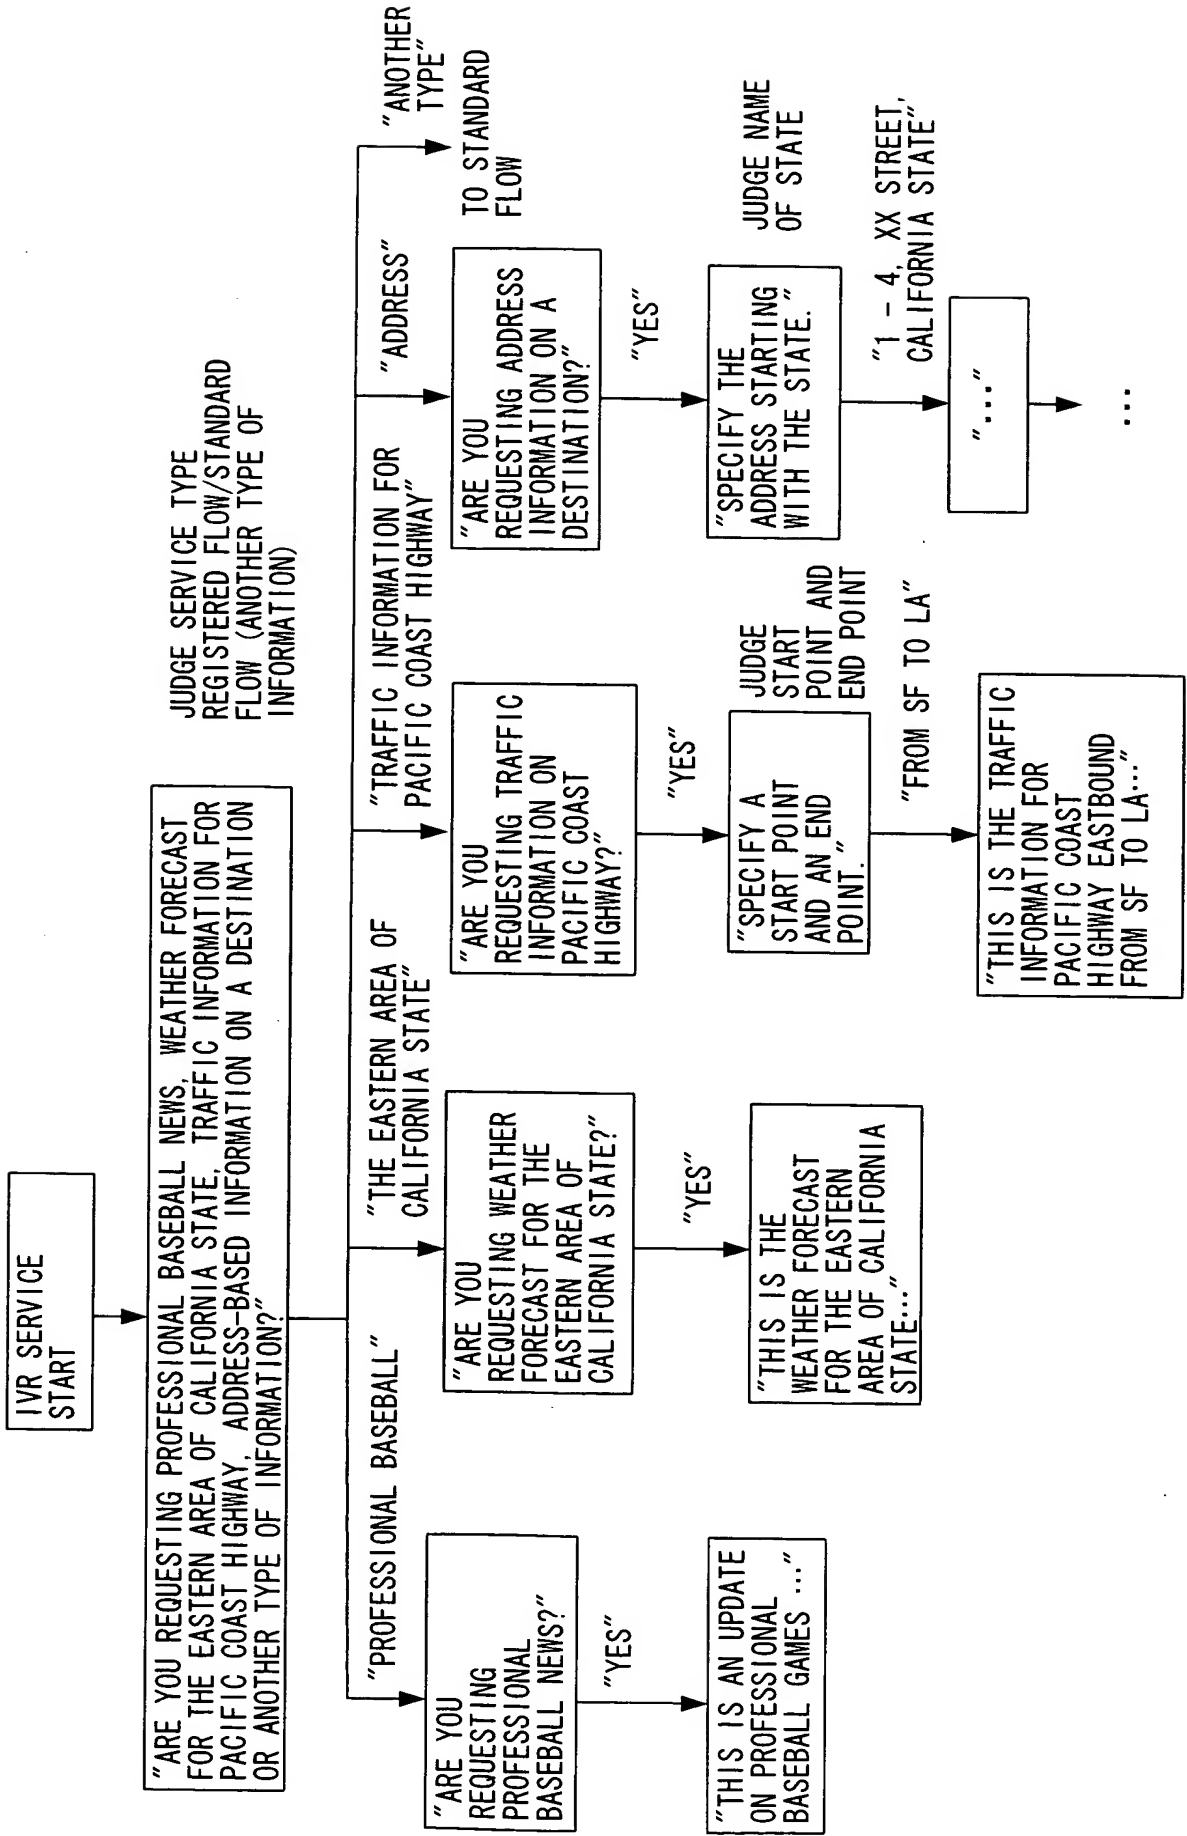 IVR SERVICE
START
"ARE YOU REQUESTING PROFESSIONAL BASEBALL NEWS, WEATHER FORECAST
FOR THE EASTERN AREA OF CALIFORNIA STATE, TRAFFIC INFORMATION FOR
PACIFIC COAST HIGHWAY, ADDRESS-BASED INFORMATION ON A DESTINATION
OR ANOTHER TYPE OF INFORMATION?"
JUDGE SERVICE TYPE
REGISTERED FLOW/STANDARD
FLOW (ANOTHER TYPE OF
INFORMATION)
"PROFESSIONAL BASEBALL"
"ARE YOU
REQUESTING
PROFESSIONAL
BASEBALL NEWS?"
"YES"
"THIS IS AN UPDATE
ON PROFESSIONAL
BASEBALL GAMES ..."
"THE EASTERN AREA OF
CALIFORNIA STATE"
"ARE YOU
REQUESTING WEATHER
FORECAST FOR THE
EASTERN AREA OF
CALIFORNIA STATE?"
"YES"
"THIS IS THE
WEATHER FORECAST
FOR THE EASTERN
AREA OF CALIFORNIA
STATE..."
"TRAFFIC INFORMATION FOR
PACIFIC COAST HIGHWAY"
"ARE YOU
REQUESTING TRAFFIC
INFORMATION ON
PACIFIC COAST
HIGHWAY?"
"YES"
"SPECIFY A
START POINT
AND AN END
POINT."
JUDGE
START
POINT AND
END POINT
"FROM SF TO LA"
"THIS IS THE TRAFFIC
INFORMATION FOR
PACIFIC COAST
HIGHWAY EASTBOUND
FROM SF TO LA..."
"ADDRESS"
"ARE YOU
REQUESTING ADDRESS
INFORMATION ON A
DESTINATION?"
"YES"
"SPECIFY THE
ADDRESS STARTING
WITH THE STATE."
JUDGE NAME
OF STATE
"1 - 4, XX STREET,
CALIFORNIA STATE"
"..."
...
"ANOTHER
TYPE"
TO STANDARD
FLOW